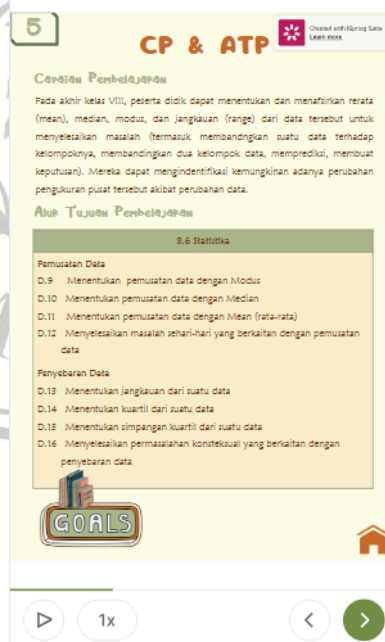 5
CP & ATP
Created with iSpring Suite
Learn more
Capaian Pembelajaran
Pada akhir kelas VIII, peserta didik dapat menentukan dan menafsirkan rerata
(mean), median, modus, dan jangkauan (range) dari data tersebut untuk
menyelesaikan masalah (termasuk membandngkan suatu data terhadap
kelompoknya, membandingkan dua kelompok data, memprediksi, membuat
keputusan). Mereka dapat mengindentifikasi kemungkinan adanya perubahan
pengukuran pusat tersebut akibat perubahan data.
Alur Tujuan Pembelajaran
8.6 Statistika
Pemusatan Data
D.9 Menentukan pemusatan data dengan Modus
D.10 Menentukan pemusatan data dengan Median
D.11 Menentukan pemusatan data dengan Mean (rata-rata)
D.12 Menyelesaikan masalah sehari-hari yang berkaitan dengan pemusatan
data
Penyebaran Data
D.13 Menentukan jangkauan dari suatu data
D.14 Menentukan kuartil dari suatu data
D.15 Menentukan simpangan kuartil dari suatu data
D.16 Menyelesaikan permasalahan konsteksual yang berkaitan dengan
penyebaran data
GOALS
1x